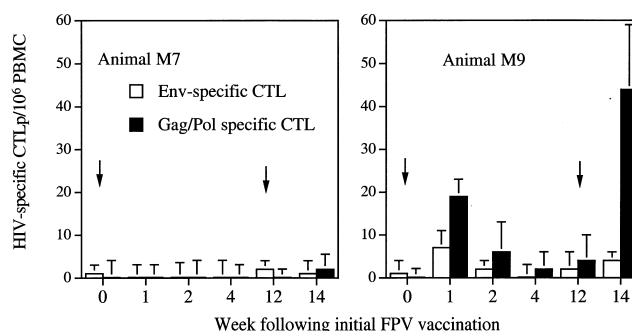 HIV-specific CTLp/10⁶ PBMC
60
50
40
30
20
10
0
Animal M7
Env-specific CTL
Gag/Pol specific CTL
0 1 2 4 12 14
60
50
40
30
20
10
0
Animal M9
0 1 2 4 12 14
Week following initial FPV vaccination